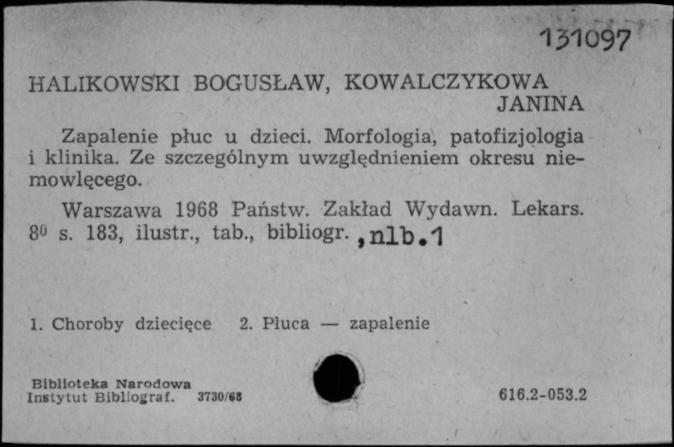 131097
HALIKOWSKI BOGUSŁAW, KOWALCZYKOWA
JANINA
Zapalenie płuc u dzieci. Morfologia, patofizjologia
i klinika. Ze szczególnym uwzględnieniem okresu nie-
mowlęcego.
Warszawa 1968 Państw. Zakład Wydawn. Lekars.
8⁰ s. 183, ilustr., tab., bibliogr. ,nlb.1
1. Choroby dziecięce 2. Płuca — zapalenie
Biblioteka Narodowa
Instytut Bibliograf. 3730/68
616.2-053.2